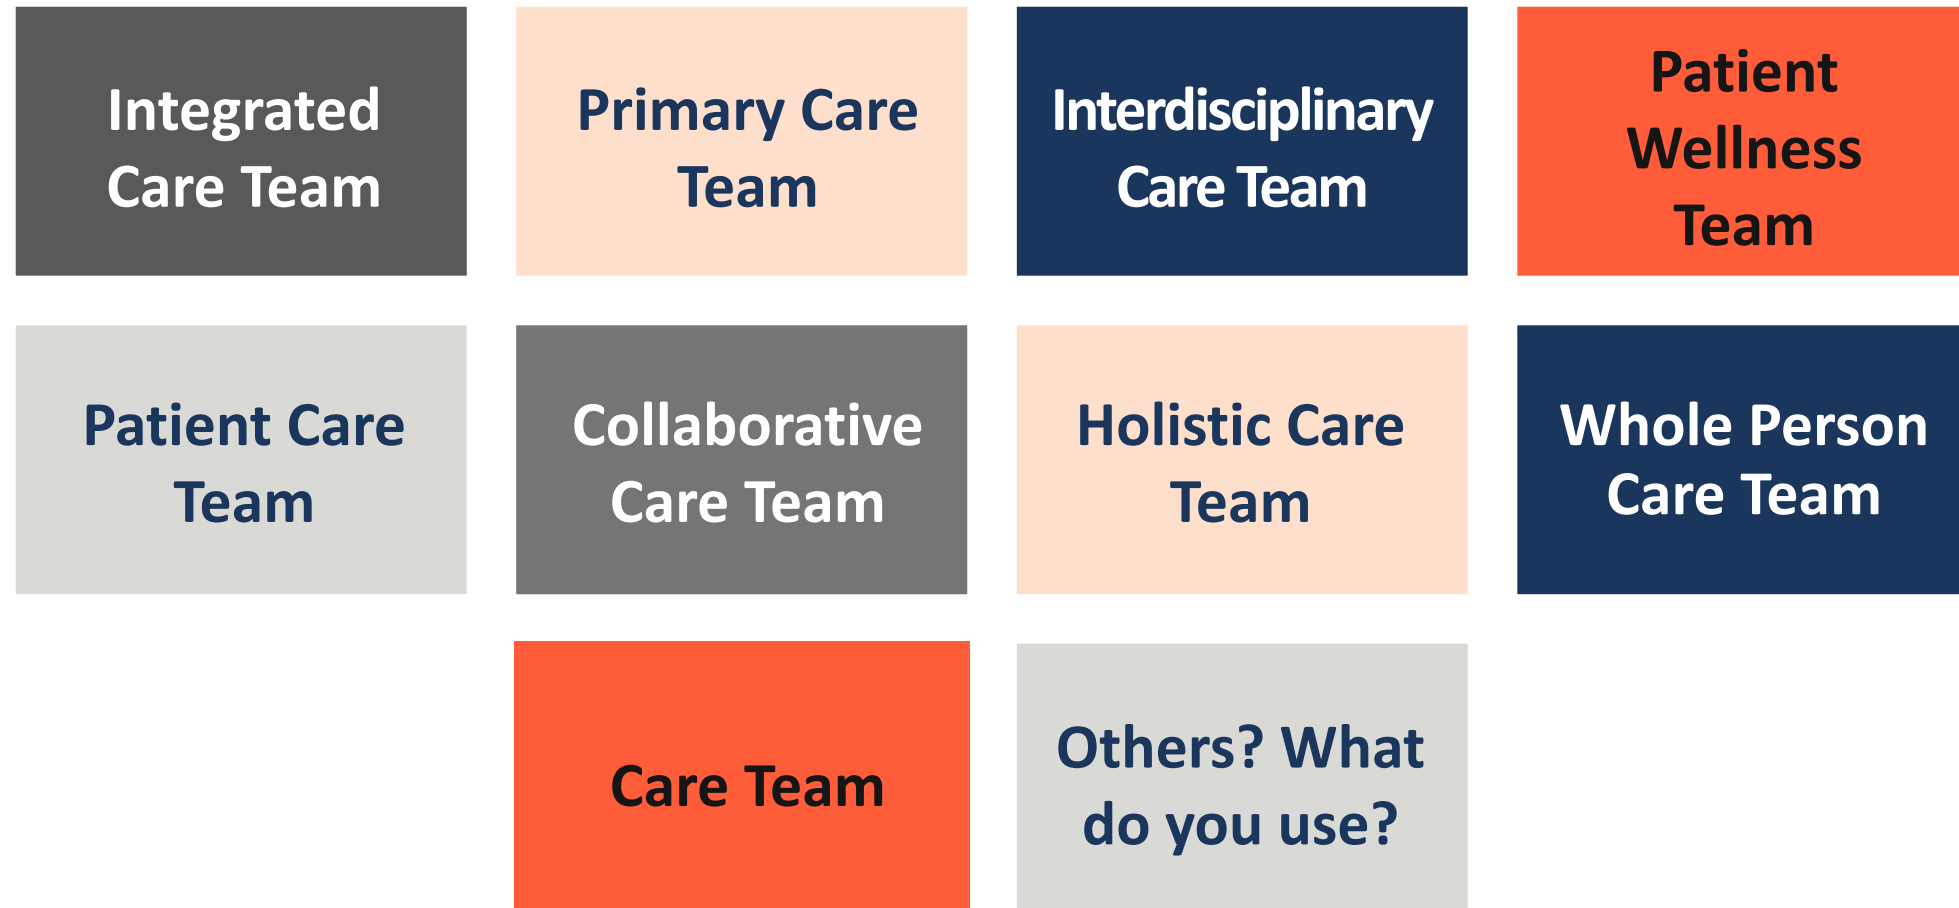 Integrated
Care Team
Primary Care
Team
Interdisciplinary
Care Team
Patient
Wellness
Team
Patient Care
Team
Collaborative
Care Team
Holistic Care
Team
Whole Person
Care Team
Care Team
Others? What
do you use?